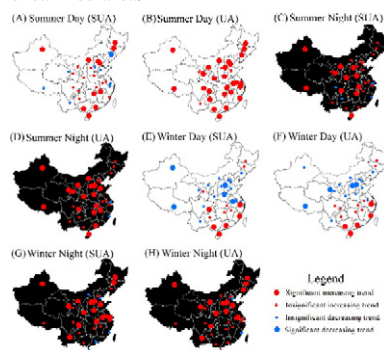 (A) Summer Day (SUA)
(B) Summer Day (UA)
(C) Summer Night (SUA)
(D) Summer Night (UA)
(E) Winter Day (SUA)
(F) Winter Day (UA)
(G) Winter Night (SUA)
(H) Winter Night (UA)
Legend
Significant increasing trend
Insignificant increasing trend
Insignificant decreasing trend
Significant decreasing trend